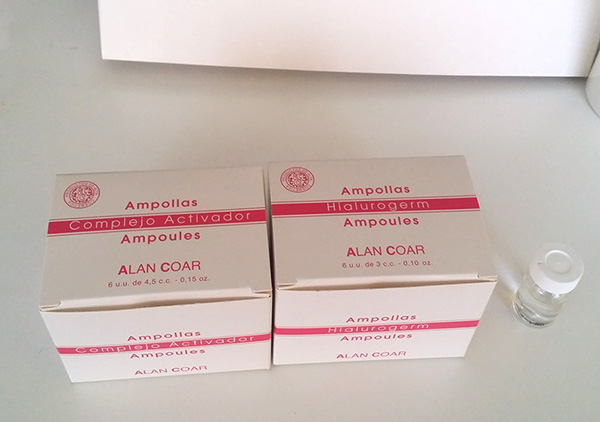 Ampollas
Complejo Activador
Ampoules
ALAN COAR
6 u.u. de 4,5 c.c. - 0,15 oz.
Ampollas
Complejo Activador
Ampoules
ALAN COAR
Ampollas
Hialurogerm
Ampoules
ALAN COAR
6 u.u. de 3 c.c. - 0,10 oz.
Ampollas
Hialurogerm
Ampoules
ALAN COAR